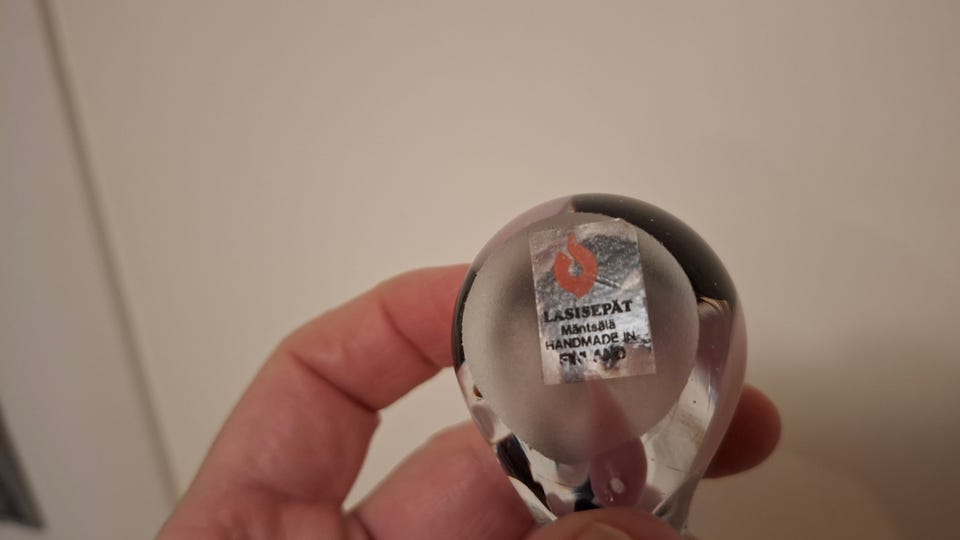 LASISEPÄT
Mäntsälä
HANDMADE IN
FINLAND